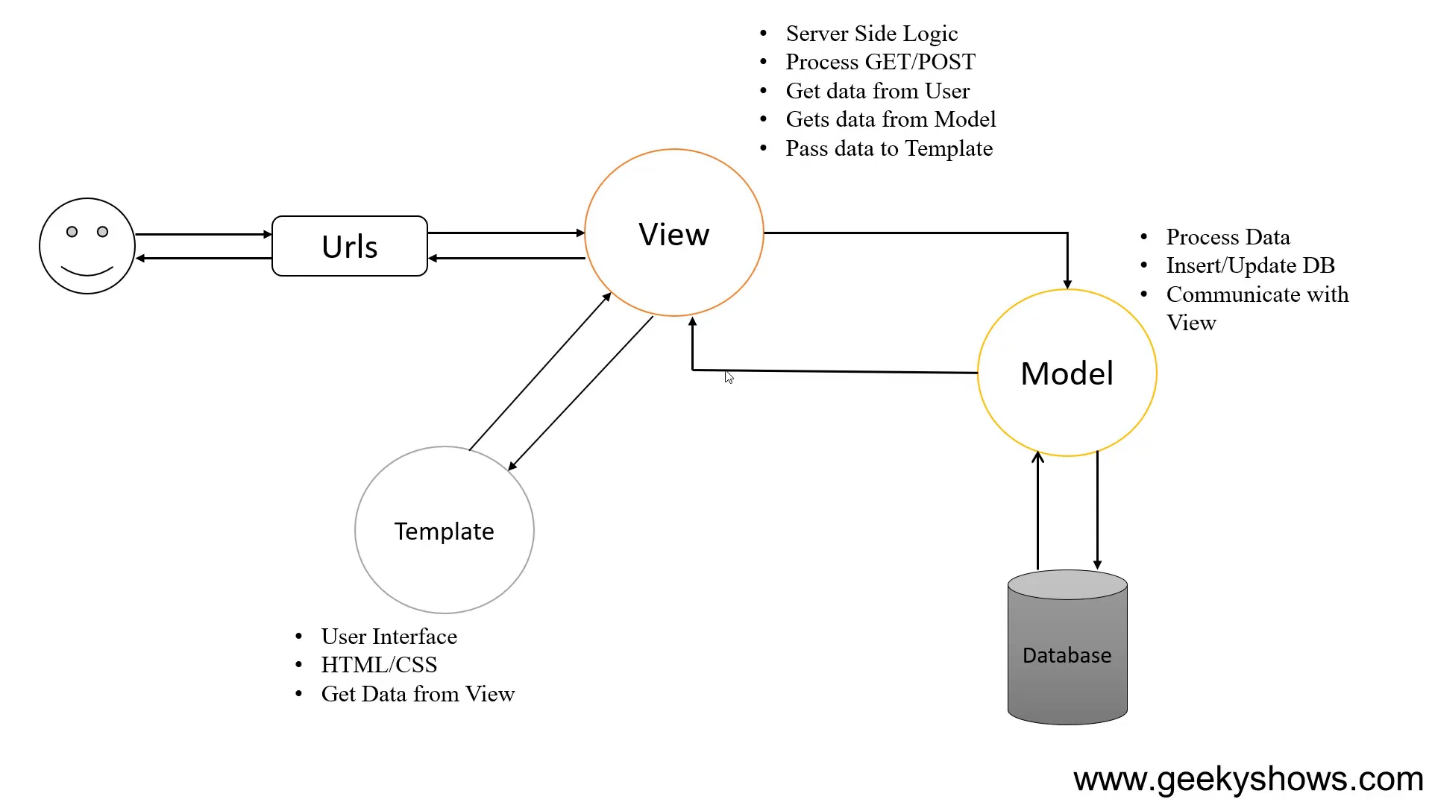 • Server Side Logic
• Process GET/POST
• Get data from User
• Gets data from Model
• Pass data to Template
Urls
View
• Process Data
• Insert/Update DB
• Communicate with
View
Model
Template
• User Interface
• HTML/CSS
• Get Data from View
Database
www.geekyshows.com